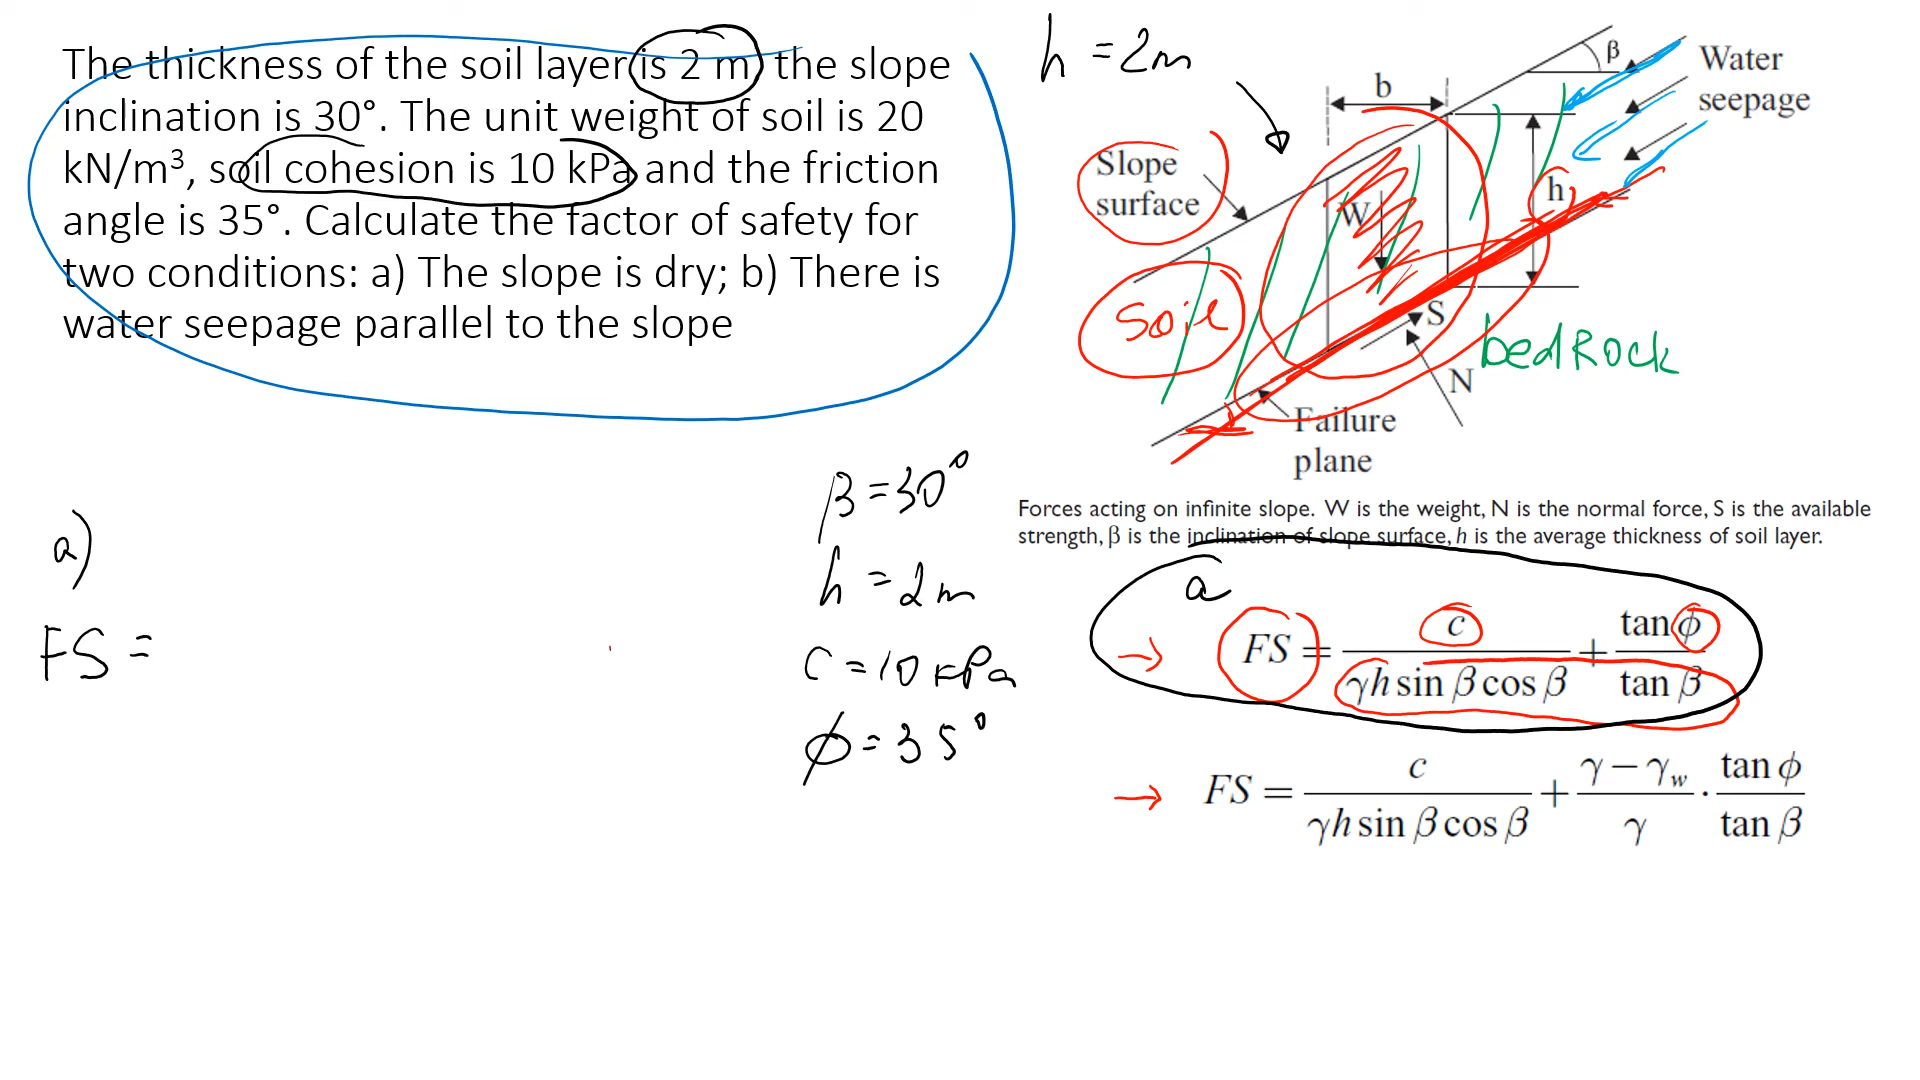 The thickness of the soil layer is 2 m, the slope
inclination is 30°. The unit weight of soil is 20
kN/m³, soil cohesion is 10 kPa and the friction
angle is 35°. Calculate the factor of safety for
two conditions: a) The slope is dry; b) There is
water seepage parallel to the slope
h = 2m
β
Water
seepage
b
Slope
surface
h
W
Soil
S
bedRock
N
Failure
plane
Forces acting on infinite slope. W is the weight, N is the normal force, S is the available
strength, β is the inclination of slope surface, h is the average thickness of soil layer.
a)
FS =
β = 30°
h = 2m
c = 10 kPa
ϕ = 35°
a
→ FS = c / (γh sin β cos β) + tan ϕ / tan β
→ FS = c / (γh sin β cos β) + (γ − γw) / γ · tan ϕ / tan β